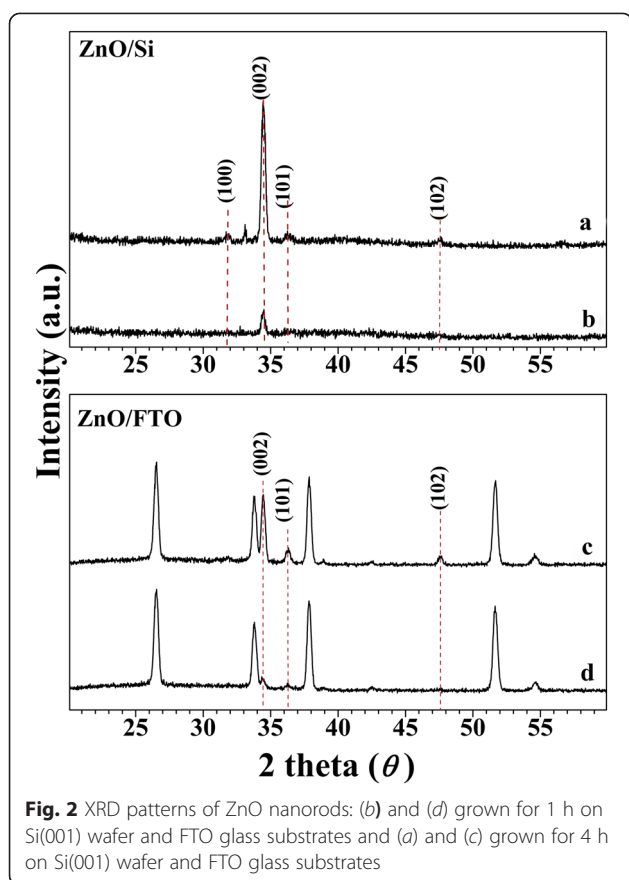 ZnO/Si
(100)
(002)
(101)
(102)
a
b
25 30 35 40 45 50 55
Intensity (a.u.)
ZnO/FTO
(002)
(101)
(102)
c
d
25 30 35 40 45 50 55
2 theta (θ)
Fig. 2 XRD patterns of ZnO nanorods: (b) and (d) grown for 1 h on
Si(001) wafer and FTO glass substrates and (a) and (c) grown for 4 h
on Si(001) wafer and FTO glass substrates